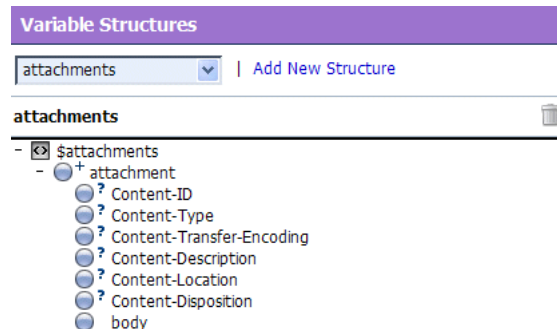 Variable Structures
attachments | Add New Structure
attachments
- <> $attachments
- + attachment
? Content-ID
? Content-Type
? Content-Transfer-Encoding
? Content-Description
? Content-Location
? Content-Disposition
body